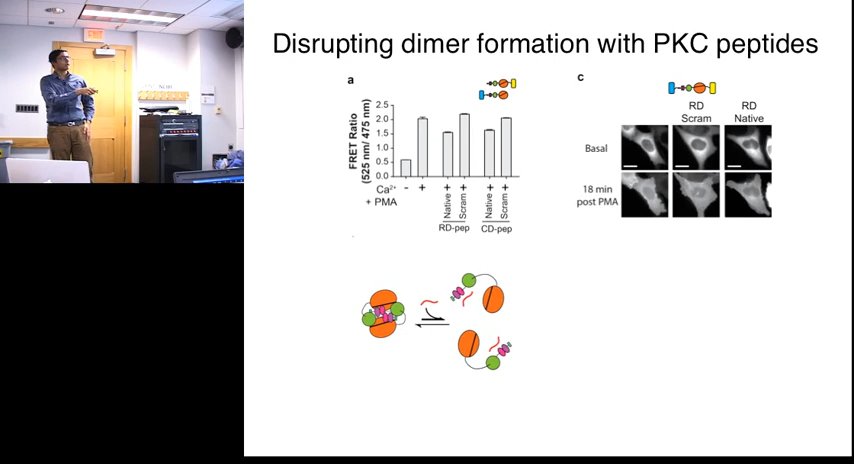 Disrupting dimer formation with PKC peptides
a
FRET Ratio
(525 nm/ 475 nm)
2.5
2.0
1.5
1.0
0.5
0.0
Ca2+
+ PMA
- + + + + +
Native
Scram
Native
Scram
RD-pep
CD-pep
c
RD
Scram
RD
Native
Basal
18 min
post PMA